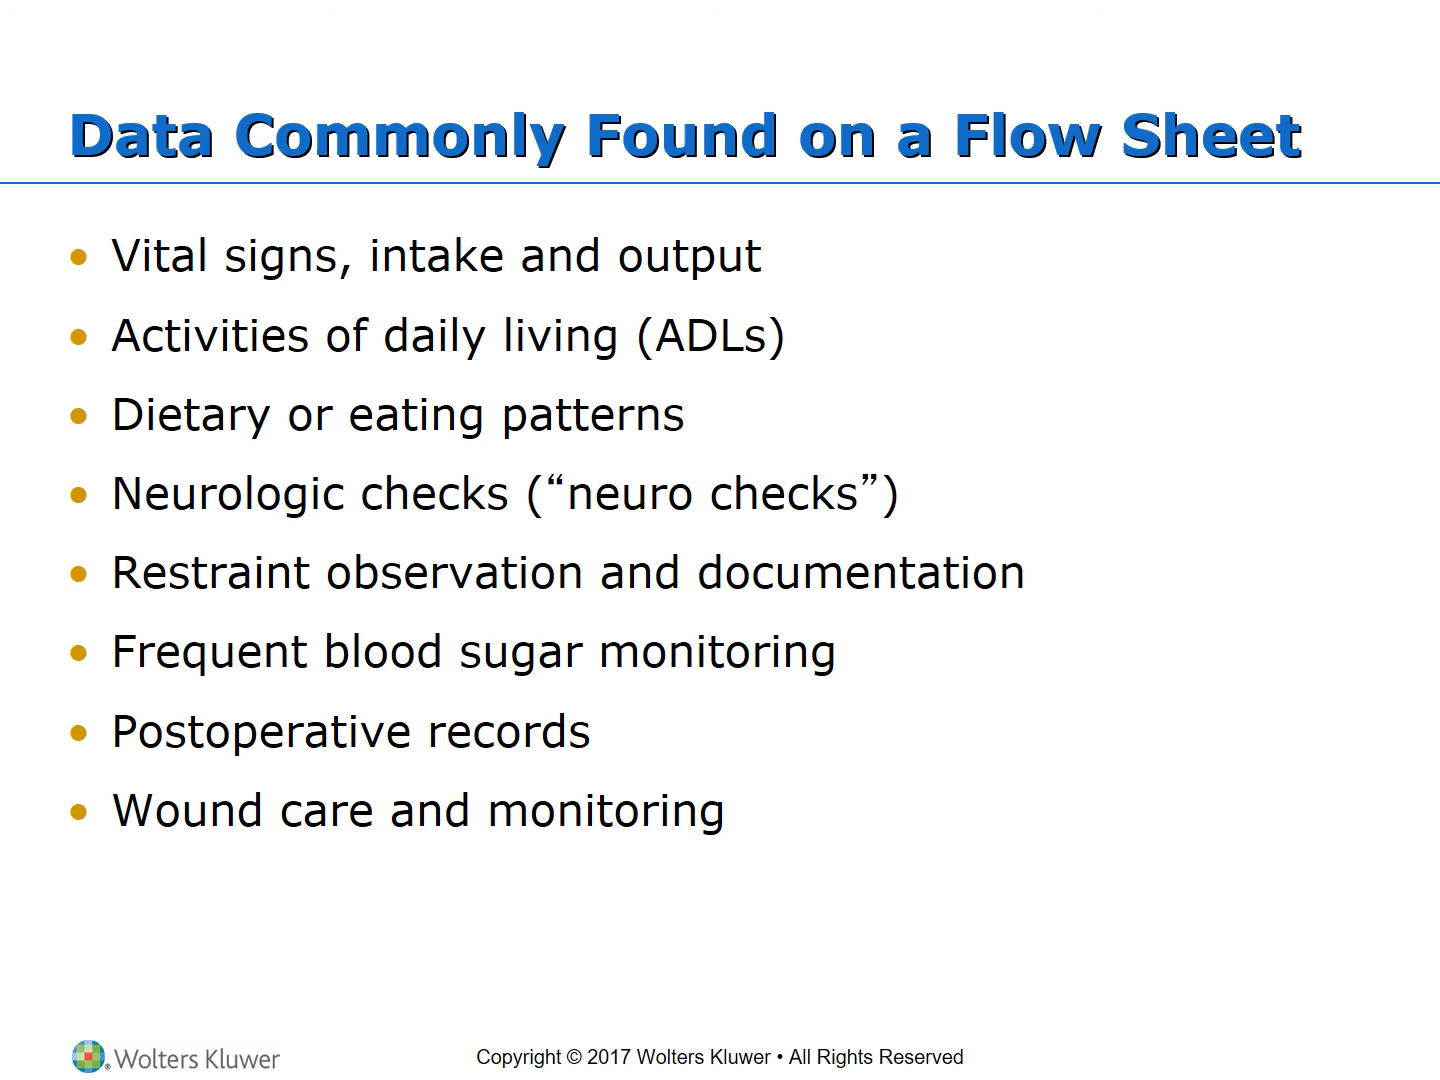 Data Commonly Found on a Flow Sheet
• Vital signs, intake and output
• Activities of daily living (ADLs)
• Dietary or eating patterns
• Neurologic checks (“neuro checks”)
• Restraint observation and documentation
• Frequent blood sugar monitoring
• Postoperative records
• Wound care and monitoring
® Wolters Kluwer
Copyright © 2017 Wolters Kluwer • All Rights Reserved